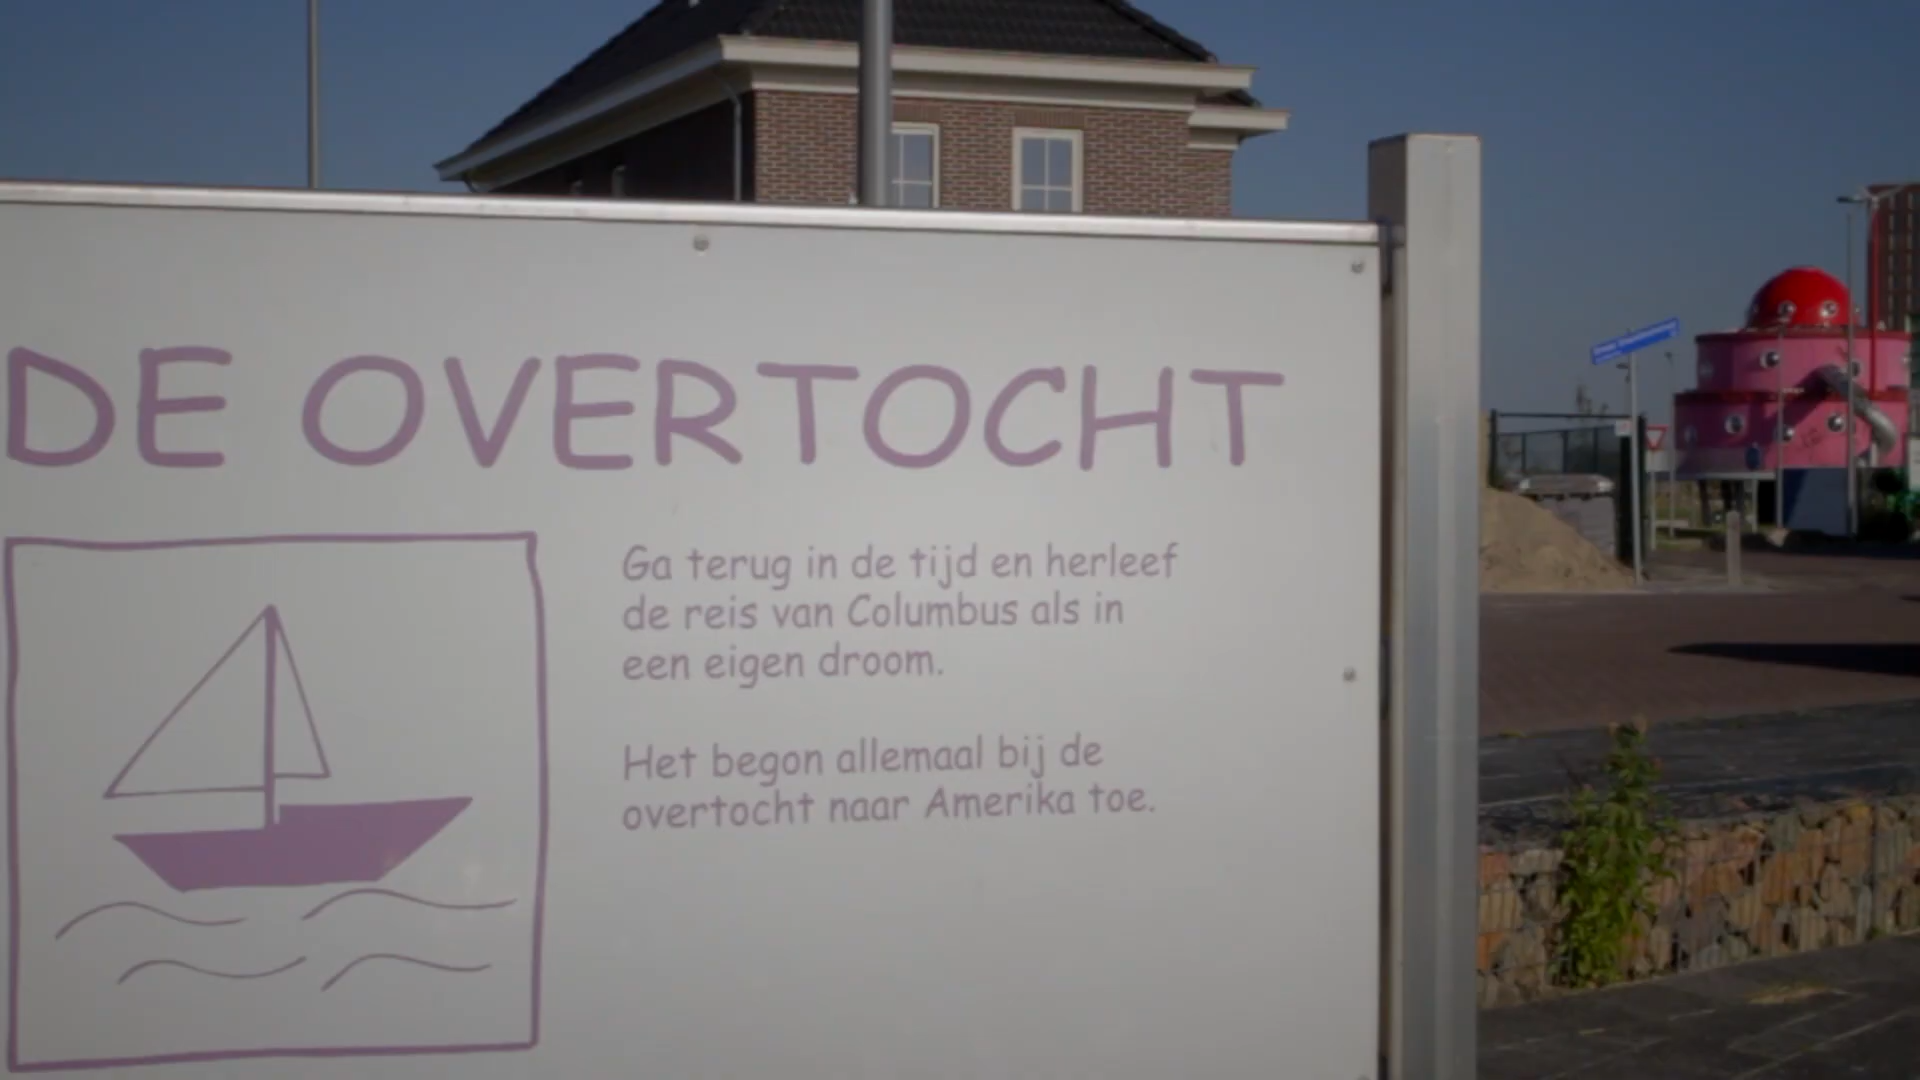 DE OVERTOCHT
Ga terug in de tijd en herleef
de reis van Columbus als in
een eigen droom.
Het begon allemaal bij de
overtocht naar Amerika toe.